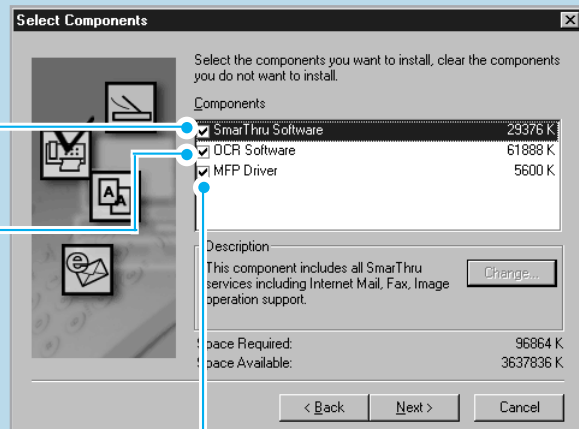 Select Components
Select the components you want to install, clear the components
you do not want to install.
Components
SmarThru Software 29376 K
OCR Software 61888 K
MFP Driver 5600 K
Description
This component includes all SmarThru
services including Internet Mail, Fax, Image
operation support.
Change...
Space Required: 96864 K
Space Available: 3637836 K
< Back
Next >
Cancel